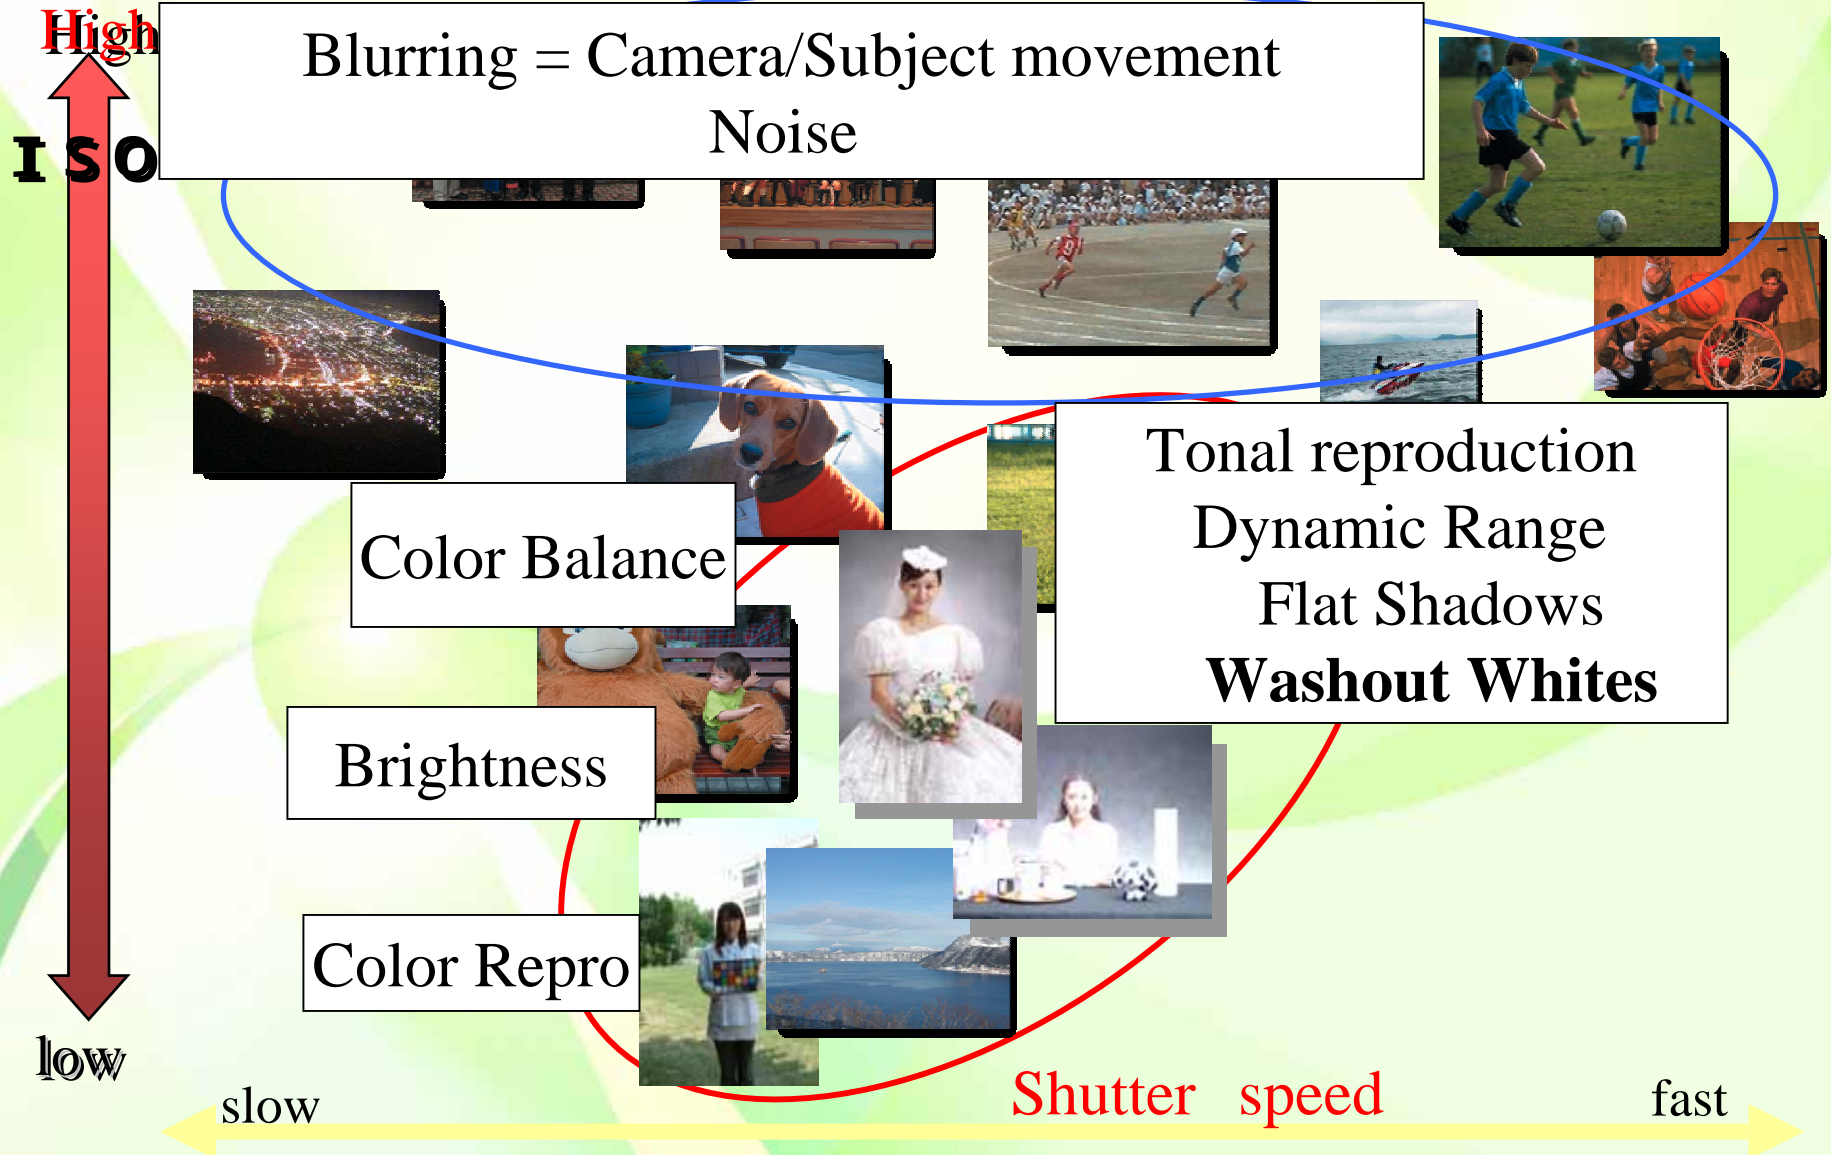 High
Blurring = Camera/Subject movement
Noise
ISO
Tonal reproduction
Dynamic Range
Flat Shadows
Washout Whites
Color Balance
Brightness
Color Repro
low
slow
Shutter speed
fast